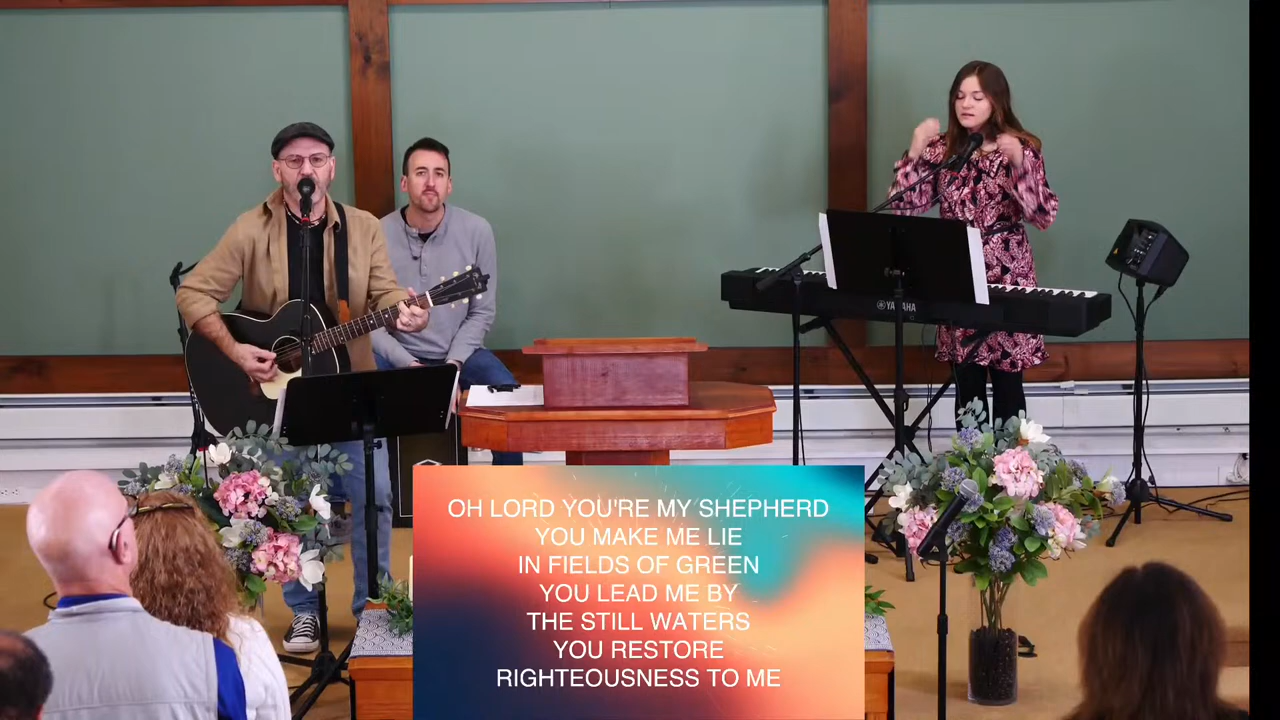 YAMAHA
OH LORD YOU'RE MY SHEPHERD
YOU MAKE ME LIE
IN FIELDS OF GREEN
YOU LEAD ME BY
THE STILL WATERS
YOU RESTORE
RIGHTEOUSNESS TO ME